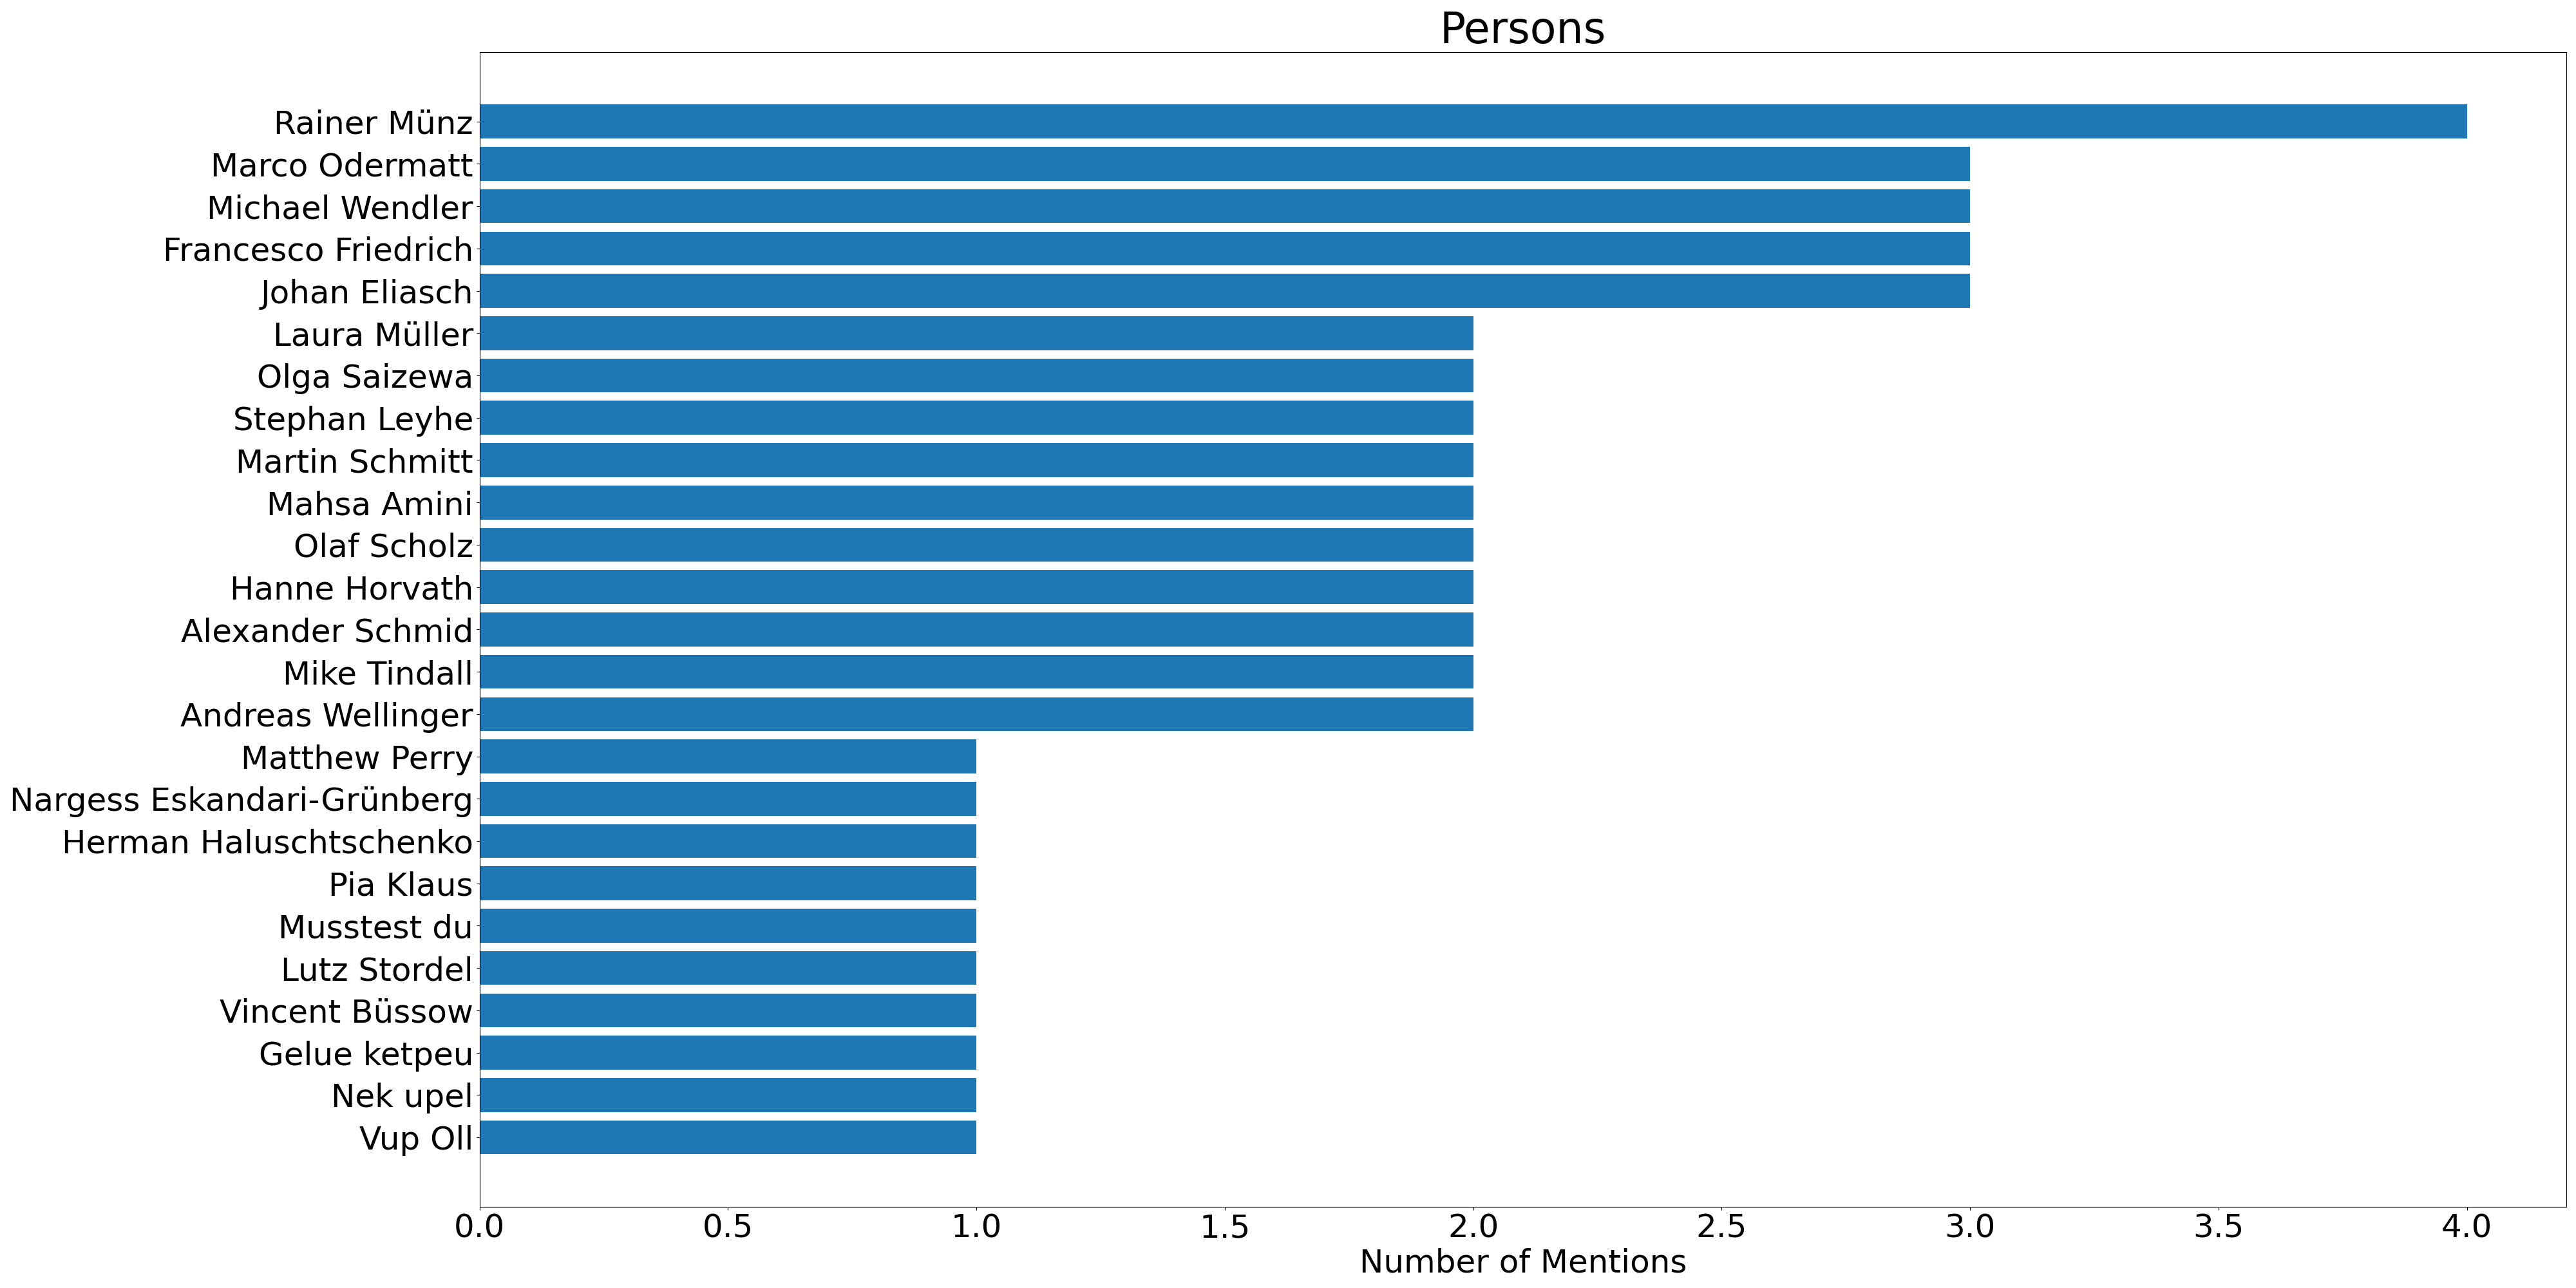 Persons
Rainer Münz
Marco Odermatt
Michael Wendler
Francesco Friedrich
Johan Eliasch
Laura Müller
Olga Saizewa
Stephan Leyhe
Martin Schmitt
Mahsa Amini
Olaf Scholz
Hanne Horvath
Alexander Schmid
Mike Tindall
Andreas Wellinger
Matthew Perry
Nargess Eskandari-Grünberg
Herman Haluschtschenko
Pia Klaus
Musstest du
Lutz Stordel
Vincent Büssow
Gelue ketpeu
Nek upel
Vup Oll
0.0 0.5 1.0 1.5 2.0 2.5 3.0 3.5 4.0
Number of Mentions